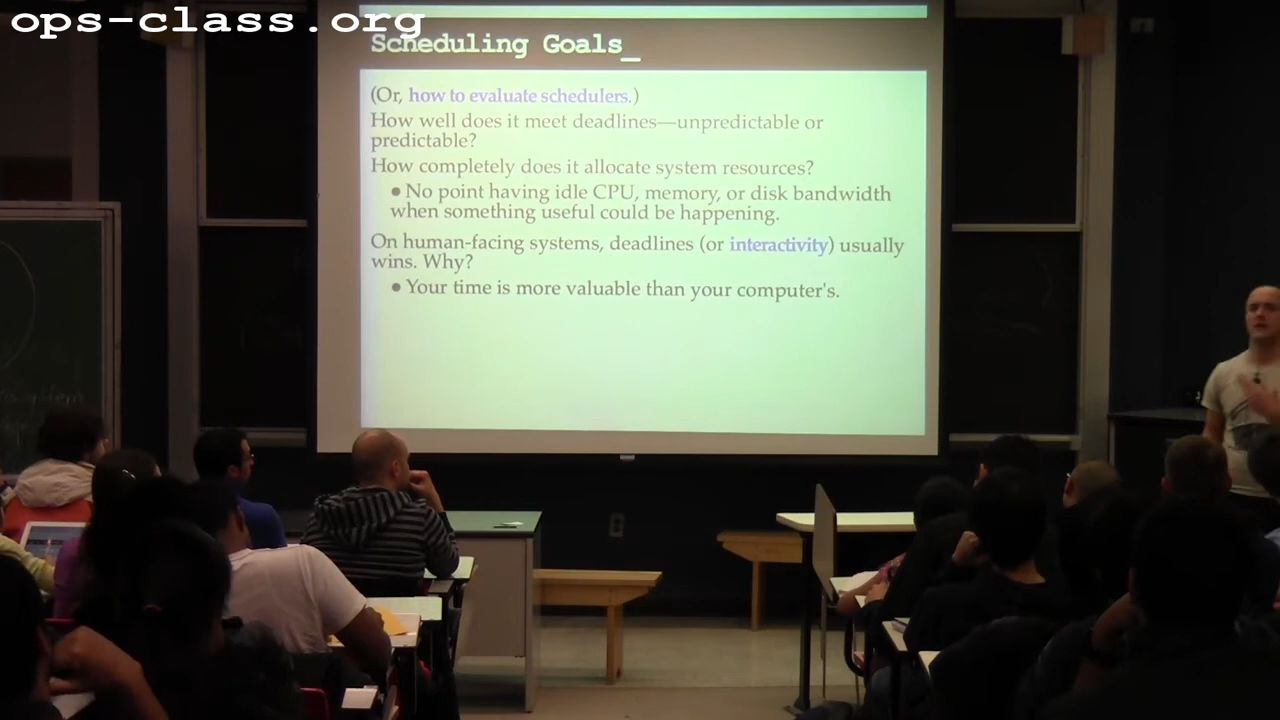 ops-class.org
Scheduling Goals_
(Or, how to evaluate schedulers.)
How well does it meet deadlines—unpredictable or
predictable?
How completely does it allocate system resources?
• No point having idle CPU, memory, or disk bandwidth
when something useful could be happening.
On human-facing systems, deadlines (or interactivity) usually
wins. Why?
• Your time is more valuable than your computer's.